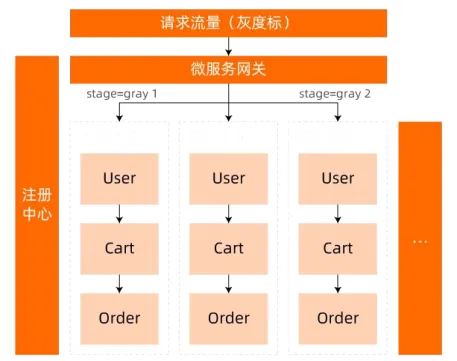 请求流量（灰度标）
微服务网关
stage=gray 1
stage=gray 2
注册
中心
User
User
User
Cart
Cart
Cart
Order
Order
Order
...